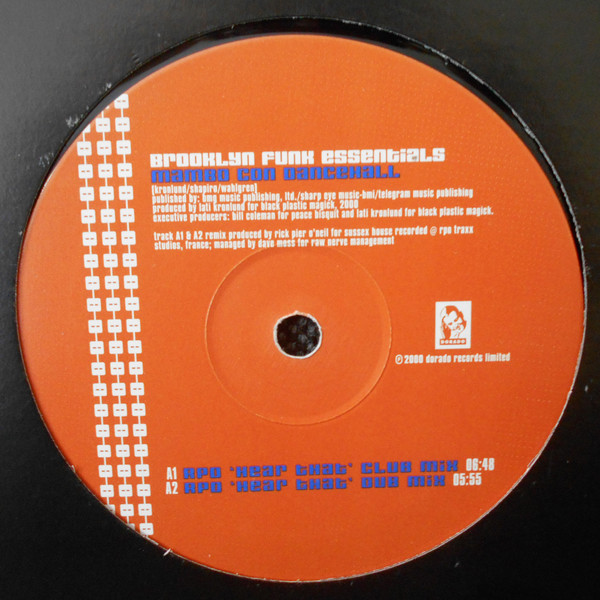 Brooklyn Funk Essentials
Mambo Con Dancehall
(kronlund/shapiro/wahlgren)
published by: bmg music publishing, ltd./sharp eye music-bmi/telegram music publishing
produced by lati kronlund for black plastic magick, 2000
executive producers: bill coleman for peace bisquit and lati kronlund for black plastic magick.
track A1 & A2 remix produced by rick pier o'neil for sussex house recorded @ rpo traxx
studios, france; managed by dave mess for raw nerve management
DORADO
℗ 2000 dorado records limited
A1 RPO 'Hear that' Club Mix 06:48
A2 RPO 'Hear that' Dub Mix 05:55